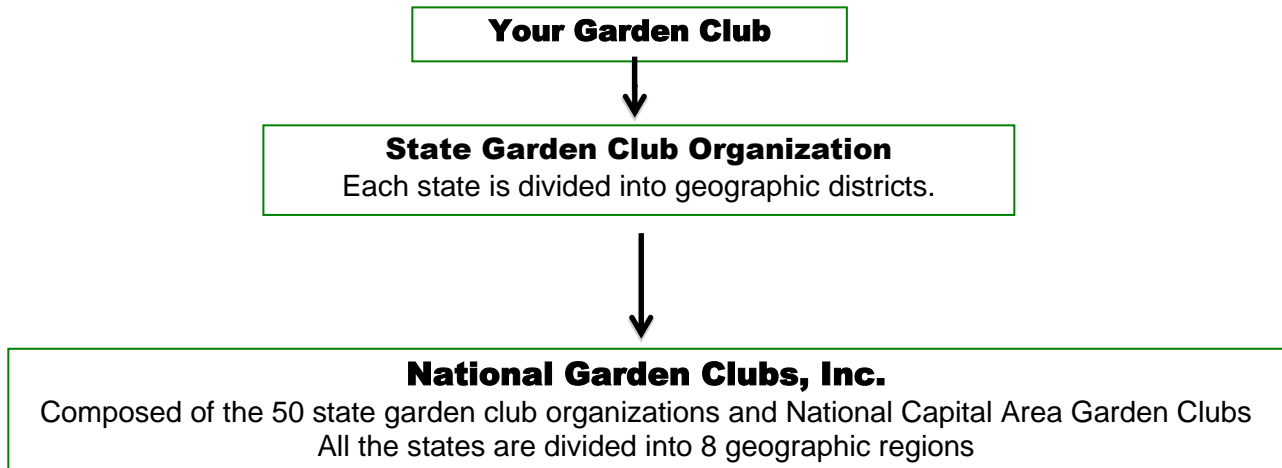 Your Garden Club
State Garden Club Organization
Each state is divided into geographic districts.
National Garden Clubs, Inc.
Composed of the 50 state garden club organizations and National Capital Area Garden Clubs
All the states are divided into 8 geographic regions